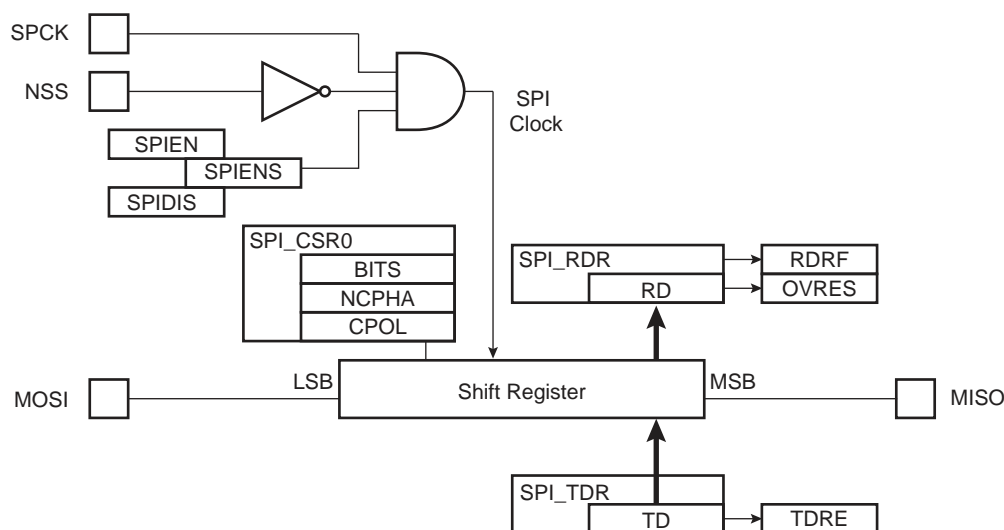 SPCK
NSS
SPI
Clock
SPIEN
SPIENS
SPIDIS
SPI_CSR0
BITS
NCPHA
CPOL
SPI_RDR
RD
RDRF
OVRES
MOSI
LSB
Shift Register
MSB
MISO
SPI_TDR
TD
TDRE